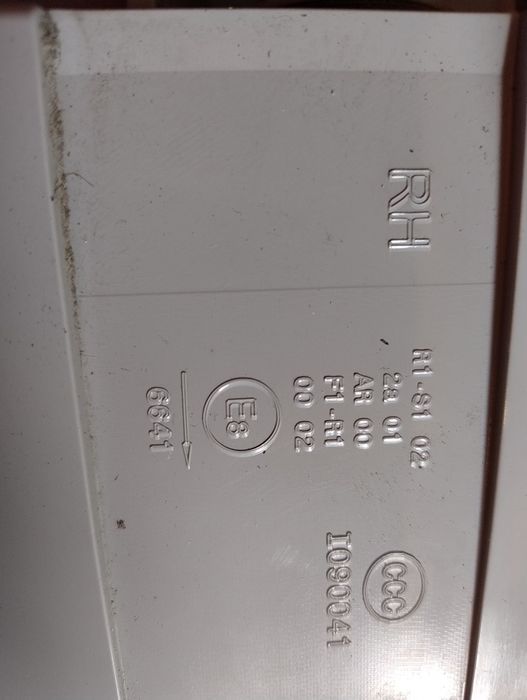 RH
R1-S1 02
2a 01
AR 00
F1-R1
00 02
E8
6641
CCC
I090041